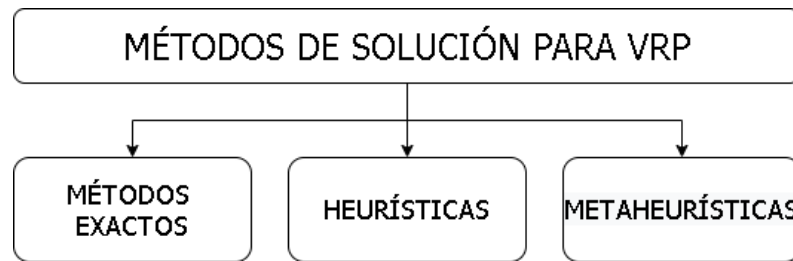 MÉTODOS DE SOLUCIÓN PARA VRP
MÉTODOS
EXACTOS
HEURÍSTICAS
METAHEURÍSTICAS